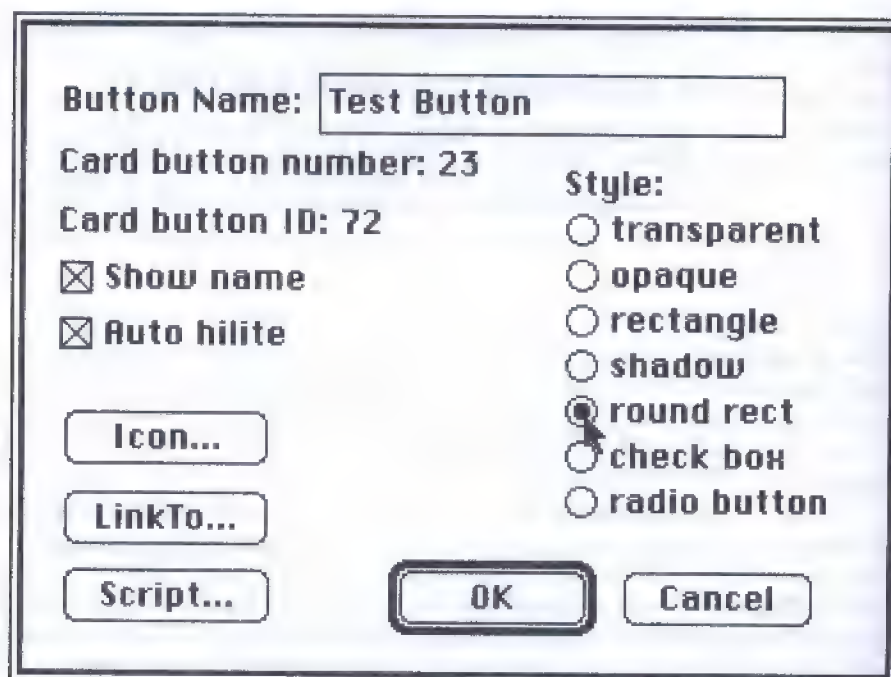 Button Name: Test Button
Card button number: 23
Card button ID: 72
Show name
Auto hilite
Style:
transparent
opaque
rectangle
shadow
round rect
check box
radio button
Icon...
LinkTo...
Script...
OK
Cancel